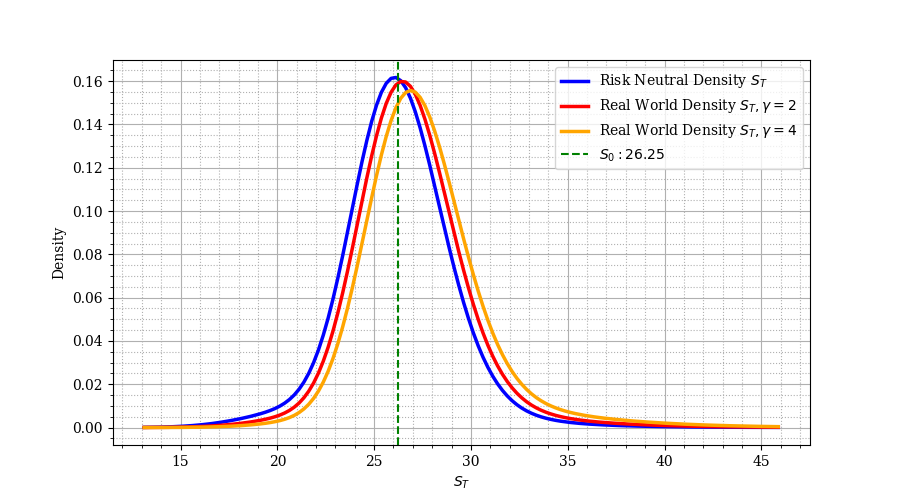 Risk Neutral Density S_T
Real World Density S_T, γ = 2
Real World Density S_T, γ = 4
S_0 : 26.25
0.16
0.14
0.12
0.10
0.08
0.06
0.04
0.02
0.00
Density
15 20 25 30 35 40 45
S_T